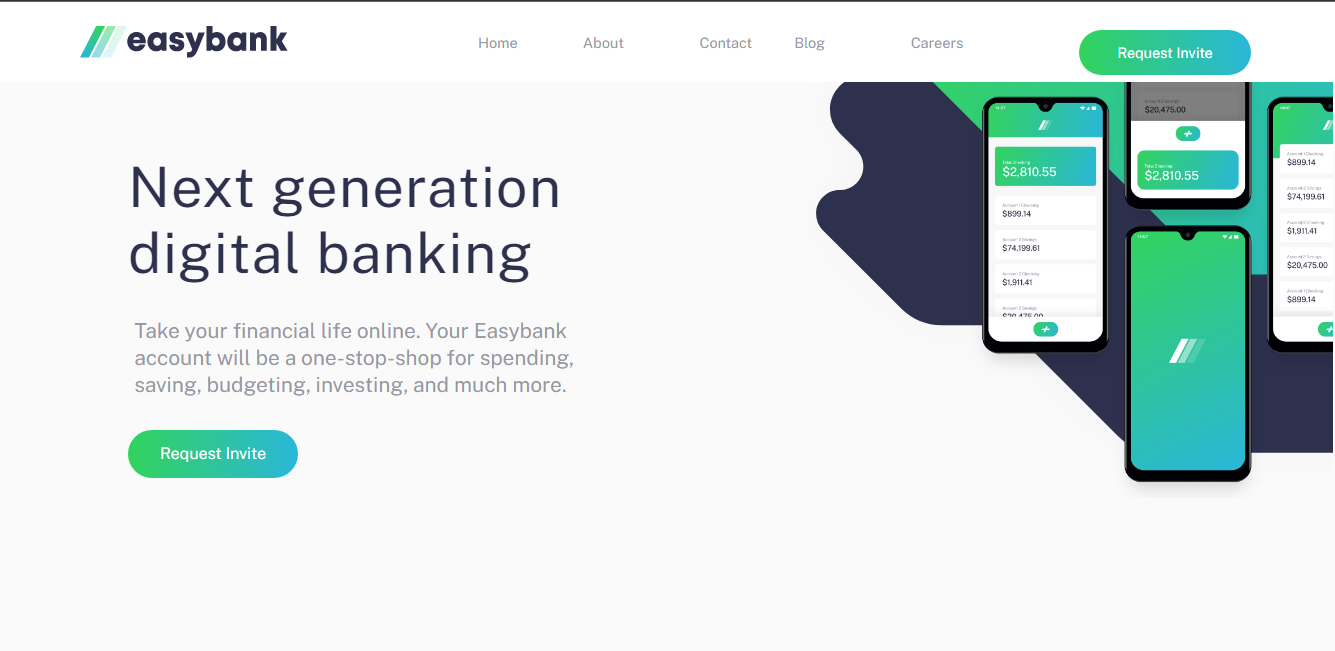 easybank
Home
About
Contact
Blog
Careers
Request Invite
Next generation
digital banking
Take your financial life online. Your Easybank
account will be a one-stop-shop for spending,
saving, budgeting, investing, and much more.
Request Invite
Total Checking
$2,810.55
Account 1 Checking
$899.14
Account 2 Savings
$74,199.61
Account 2 Checking
$1,911.41
Account 2 Savings
$20,475.00
Account 2 Savings
$20,475.00
Total Checking
$2,810.55
Account 1 Checking
$899.14
Account 2 Savings
$74,199.61
Account 2 Checking
$1,911.41
Account 2 Savings
$20,475.00
Account 1 Checking
$899.14